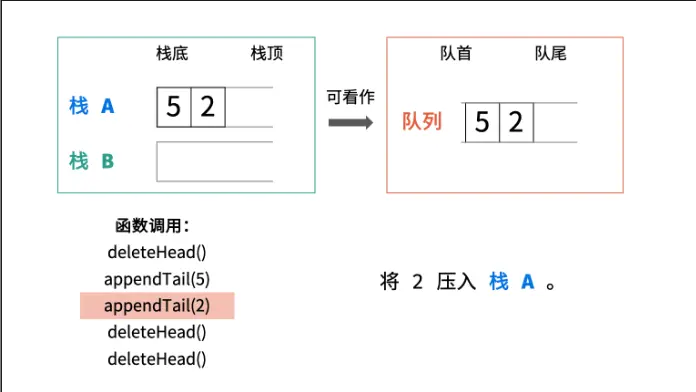 栈底 栈顶
栈 A 5 2
栈 B
可看作
队首 队尾
队列 5 2
函数调用：
deleteHead()
appendTail(5)
appendTail(2)
deleteHead()
deleteHead()
将 2 压入 栈 A 。